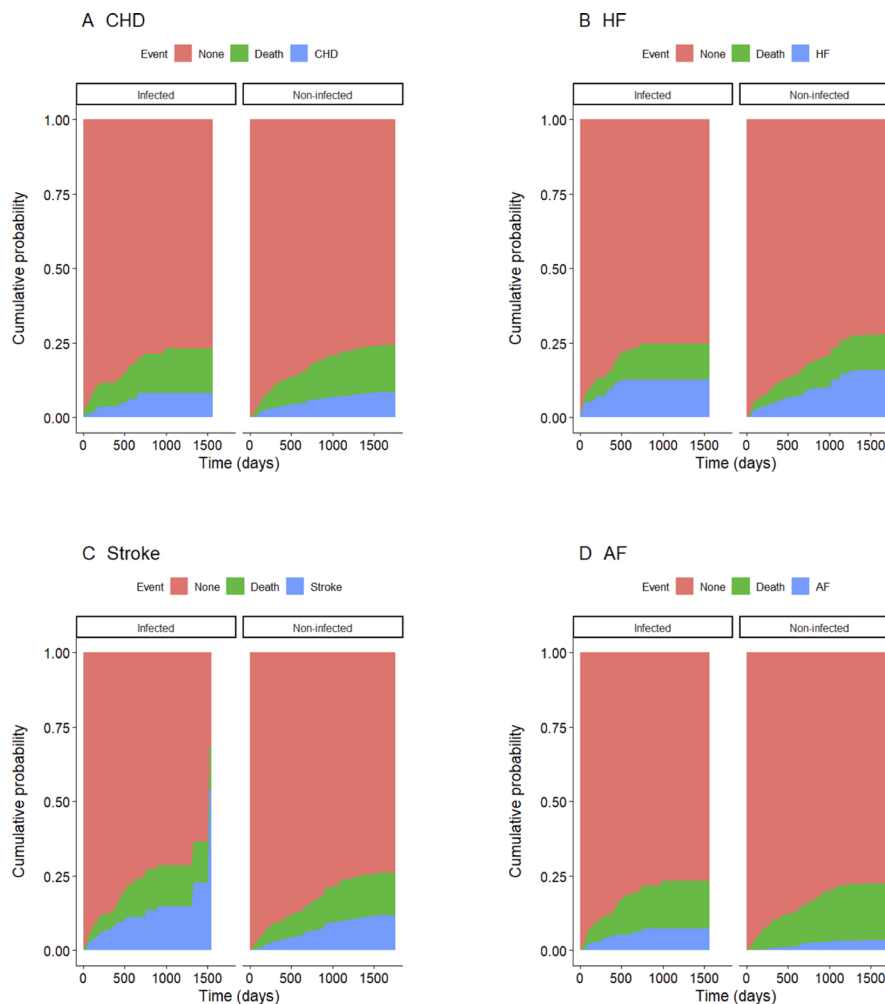 A CHD
Event None Death CHD
Infected Non-infected
1.00
0.75
0.50
0.25
0.00
Cumulative probability
0 500 1000 1500 0 500 1000 1500
Time (days)
B HF
Event None Death HF
Infected Non-infected
1.00
0.75
0.50
0.25
0.00
Cumulative probability
0 500 1000 1500 0 500 1000 1500
Time (days)
C Stroke
Event None Death Stroke
Infected Non-infected
1.00
0.75
0.50
0.25
0.00
Cumulative probability
0 500 1000 1500 0 500 1000 1500
Time (days)
D AF
Event None Death AF
Infected Non-infected
1.00
0.75
0.50
0.25
0.00
Cumulative probability
0 500 1000 1500 0 500 1000 1500
Time (days)